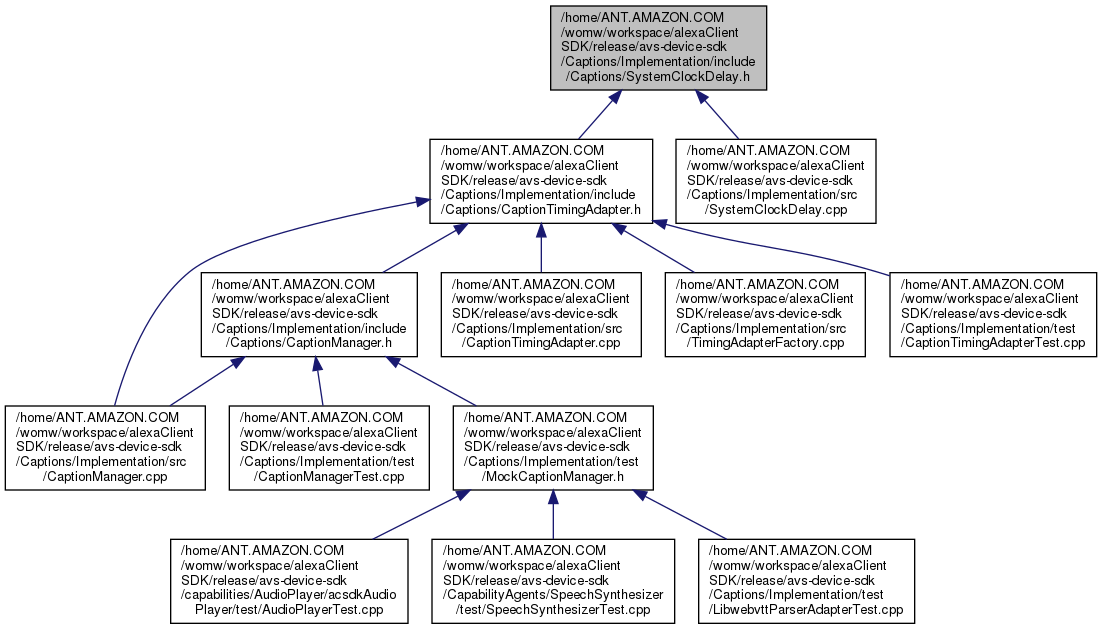 /home/ANT.AMAZON.COM
/womw/workspace/alexaClient
SDK/release/avs-device-sdk
/Captions/Implementation/include
/Captions/SystemClockDelay.h
/home/ANT.AMAZON.COM
/womw/workspace/alexaClient
SDK/release/avs-device-sdk
/Captions/Implementation/include
/Captions/CaptionTimingAdapter.h
/home/ANT.AMAZON.COM
/womw/workspace/alexaClient
SDK/release/avs-device-sdk
/Captions/Implementation/src
/SystemClockDelay.cpp
/home/ANT.AMAZON.COM
/womw/workspace/alexaClient
SDK/release/avs-device-sdk
/Captions/Implementation/include
/Captions/CaptionManager.h
/home/ANT.AMAZON.COM
/womw/workspace/alexaClient
SDK/release/avs-device-sdk
/Captions/Implementation/src
/CaptionTimingAdapter.cpp
/home/ANT.AMAZON.COM
/womw/workspace/alexaClient
SDK/release/avs-device-sdk
/Captions/Implementation/src
/TimingAdapterFactory.cpp
/home/ANT.AMAZON.COM
/womw/workspace/alexaClient
SDK/release/avs-device-sdk
/Captions/Implementation/test
/CaptionTimingAdapterTest.cpp
/home/ANT.AMAZON.COM
/womw/workspace/alexaClient
SDK/release/avs-device-sdk
/Captions/Implementation/src
/CaptionManager.cpp
/home/ANT.AMAZON.COM
/womw/workspace/alexaClient
SDK/release/avs-device-sdk
/Captions/Implementation/test
/CaptionManagerTest.cpp
/home/ANT.AMAZON.COM
/womw/workspace/alexaClient
SDK/release/avs-device-sdk
/Captions/Implementation/test
/MockCaptionManager.h
/home/ANT.AMAZON.COM
/womw/workspace/alexaClient
SDK/release/avs-device-sdk
/capabilities/AudioPlayer/acsdkAudio
Player/test/AudioPlayerTest.cpp
/home/ANT.AMAZON.COM
/womw/workspace/alexaClient
SDK/release/avs-device-sdk
/CapabilityAgents/SpeechSynthesizer
/test/SpeechSynthesizerTest.cpp
/home/ANT.AMAZON.COM
/womw/workspace/alexaClient
SDK/release/avs-device-sdk
/Captions/Implementation/test
/LibwebvttParserAdapterTest.cpp